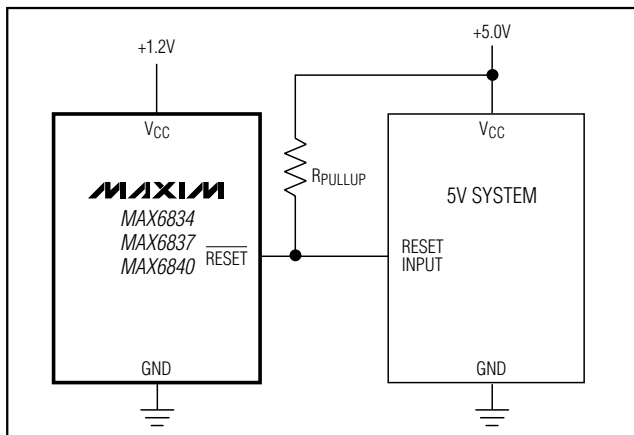 +1.2V
+5.0V
VCC
VCC
RPULLUP
MAXIM
MAX6834
MAX6837
MAX6840
RESET
5V SYSTEM
RESET
INPUT
GND
GND